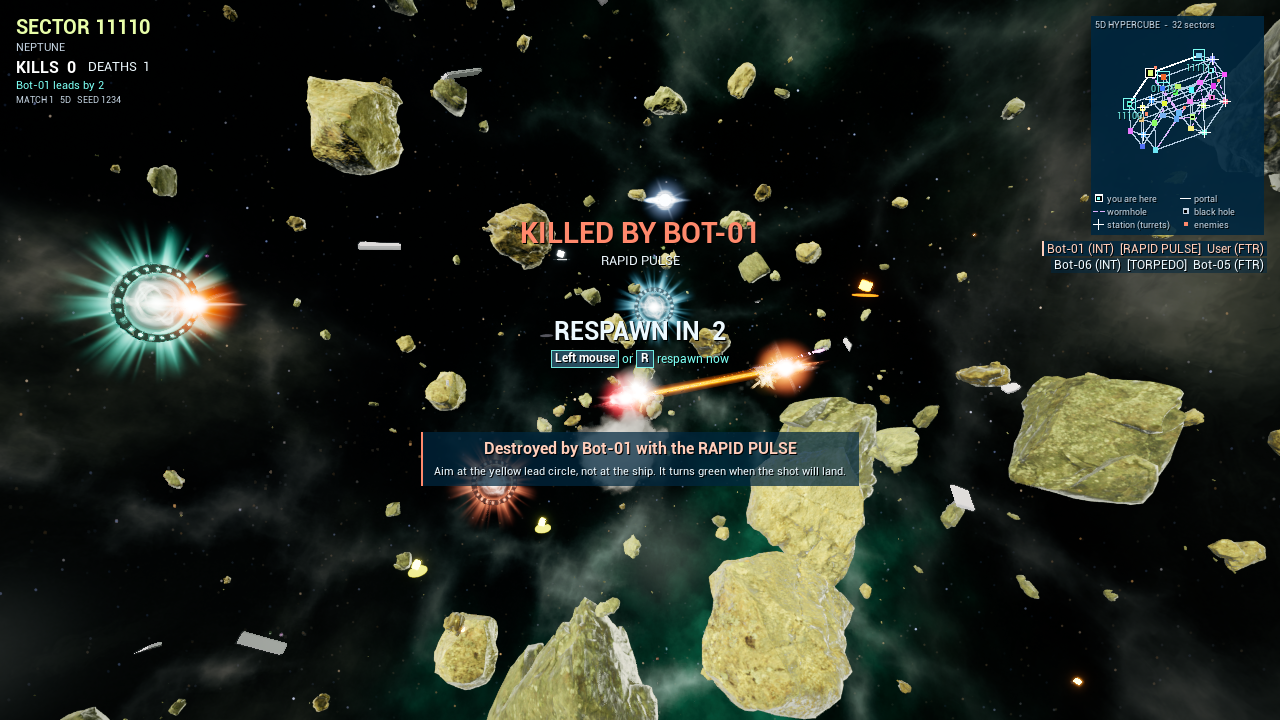 SECTOR 11110
NEPTUNE
KILLS 0 DEATHS 1
Bot-01 leads by 2
MATCH 1 5D SEED 1234
5D HYPERCUBE - 32 sectors
you are here
portal
wormhole
black hole
station (turrets)
enemies
Bot-01 (INT) [RAPID PULSE] User (FTR)
Bot-06 (INT) [TORPEDO] Bot-05 (FTR)
KILLED BY BOT-01
RAPID PULSE
RESPAWN IN 2
Left mouse or R respawn now
Destroyed by Bot-01 with the RAPID PULSE
Aim at the yellow lead circle, not at the ship. It turns green when the shot will land.